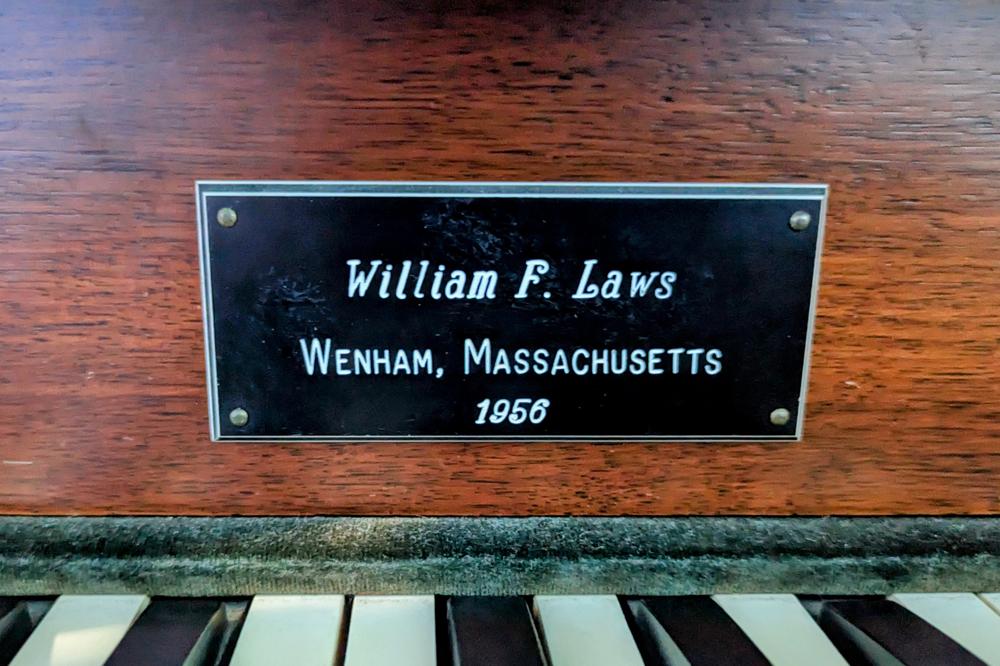 William F. Laws
WENHAM, MASSACHUSETTS
1956